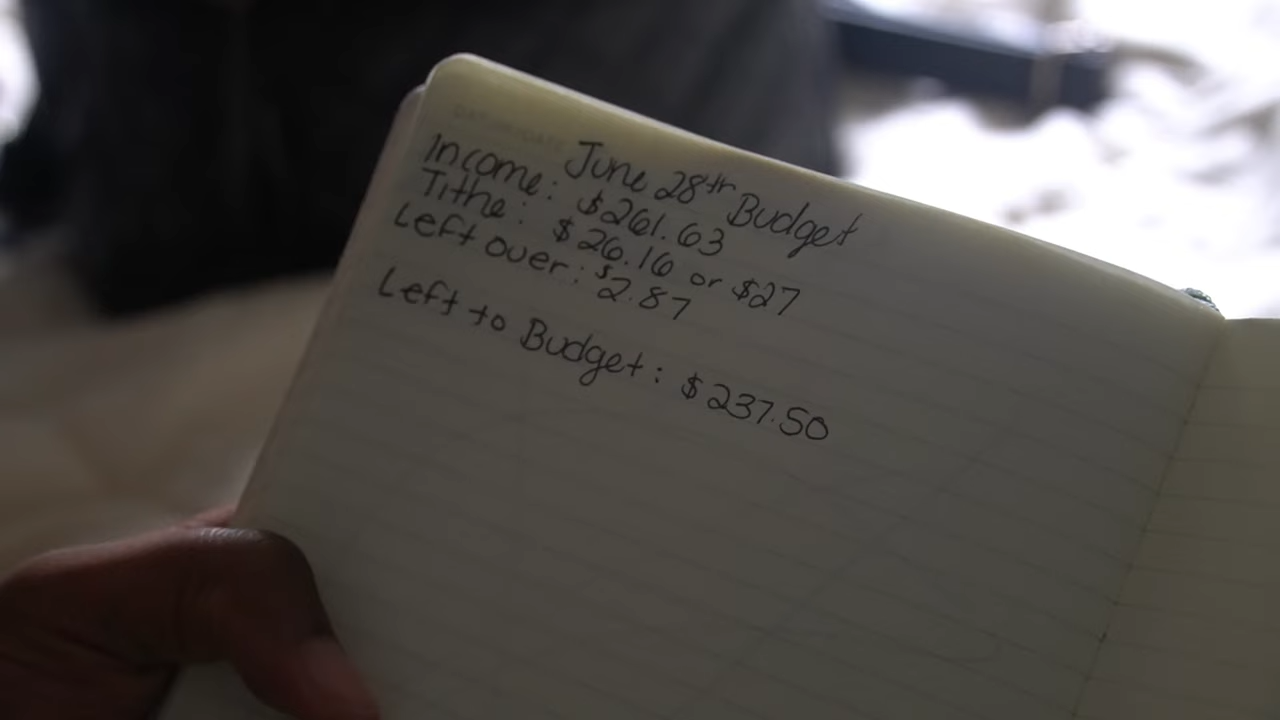 June 28th Budget
Income: $261.63
Tithe: $26.16 or $27
Left over: $2.87
Left to Budget: $237.50